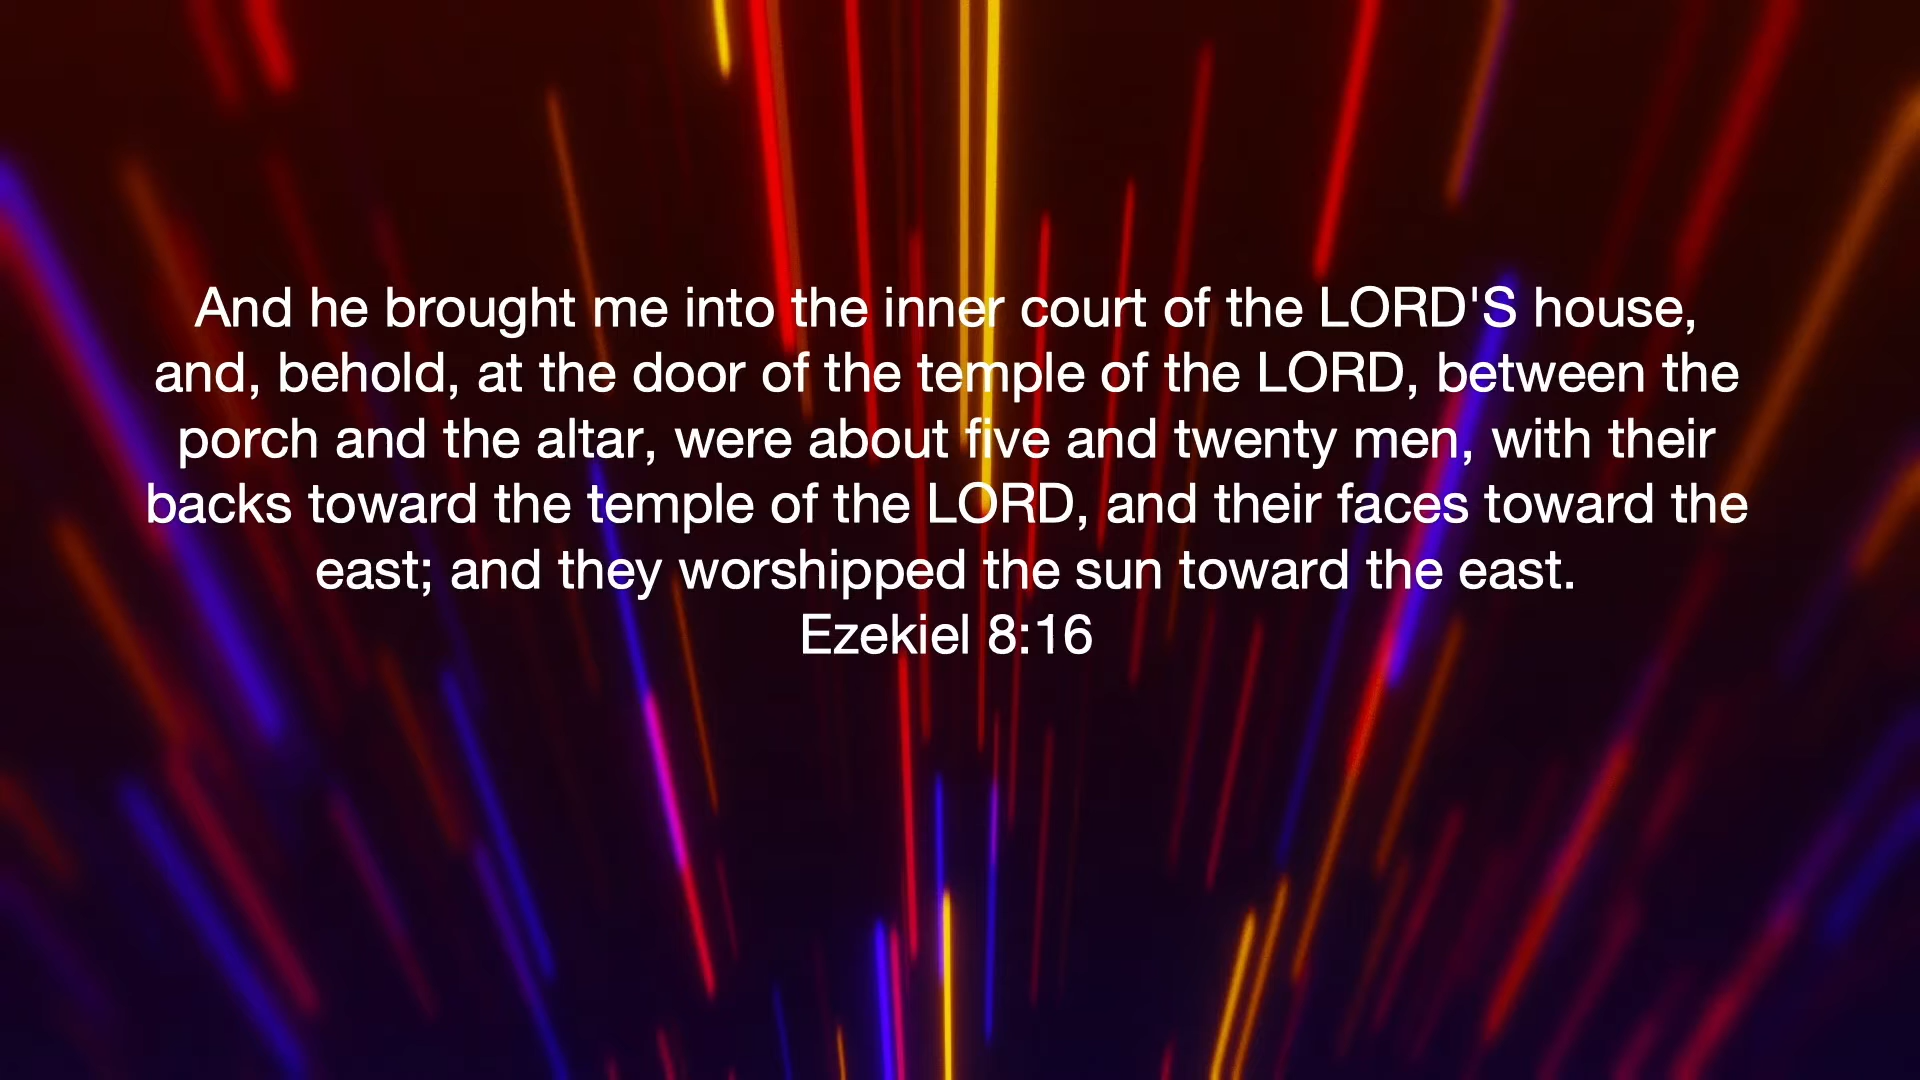 And he brought me into the inner court of the LORD'S house,
and, behold, at the door of the temple of the LORD, between the
porch and the altar, were about five and twenty men, with their
backs toward the temple of the LORD, and their faces toward the
east; and they worshipped the sun toward the east.
Ezekiel 8:16